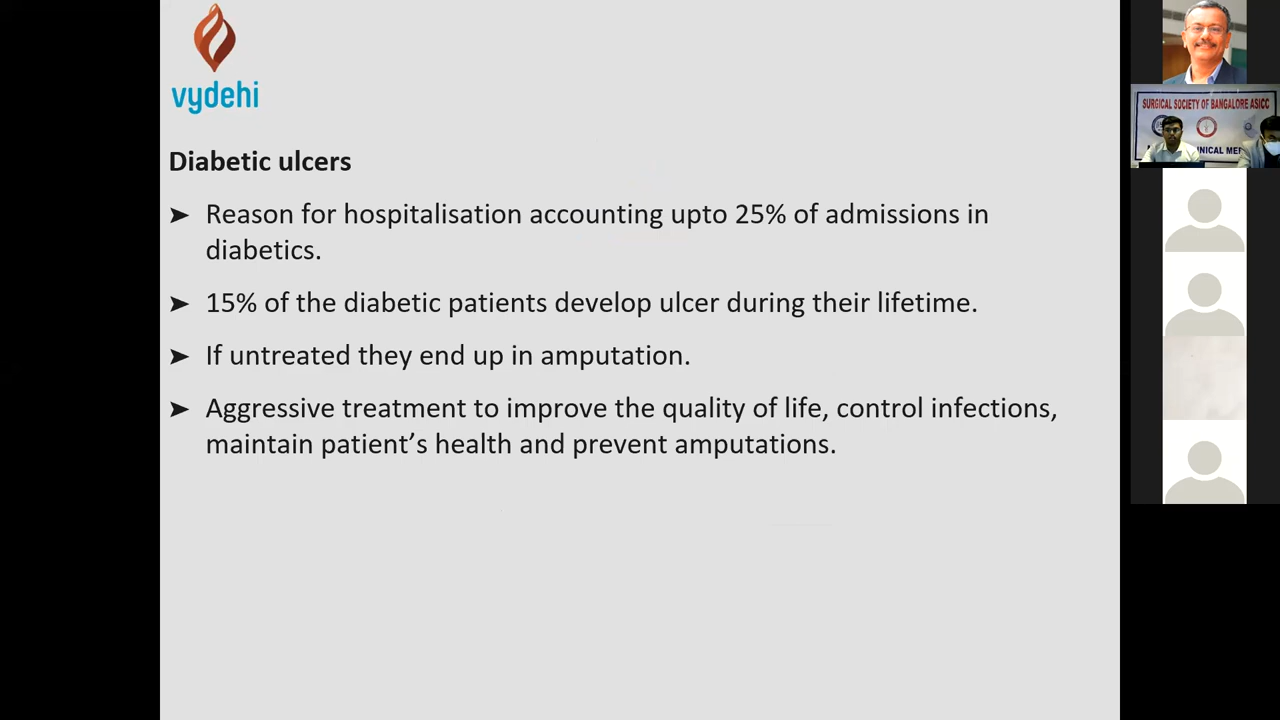 vydehi
Diabetic ulcers
➤ Reason for hospitalisation accounting upto 25% of admissions in
diabetics.
➤ 15% of the diabetic patients develop ulcer during their lifetime.
➤ If untreated they end up in amputation.
➤ Aggressive treatment to improve the quality of life, control infections,
maintain patient’s health and prevent amputations.
SURGICAL SOCIETY OF BANGALORE ASICC